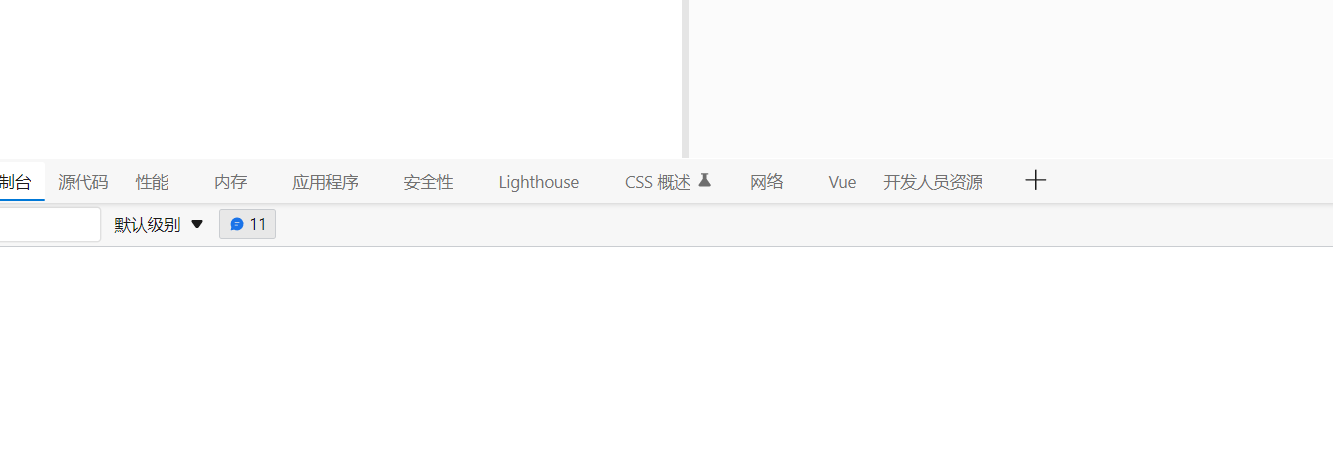 制台 源代码 性能 内存 应用程序 安全性 Lighthouse CSS 概述 网络 Vue 开发人员资源
默认级别 11